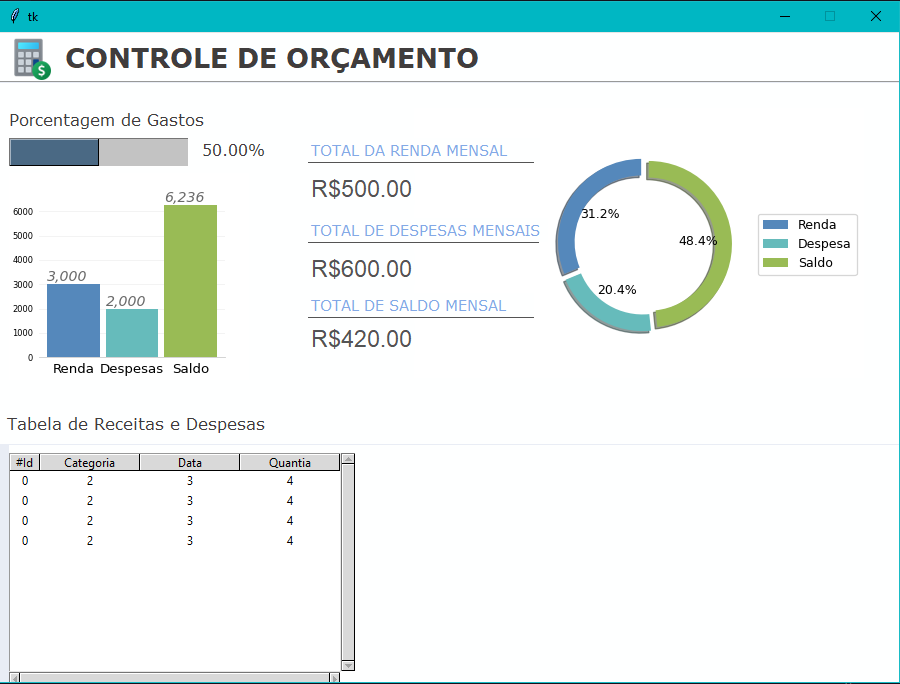 tk
CONTROLE DE ORÇAMENTO
Porcentagem de Gastos
50.00%
6,236
6000
5000
4000
3,000
3000
2,000
2000
1000
0
Renda Despesas Saldo
TOTAL DA RENDA MENSAL
R$500.00
TOTAL DE DESPESAS MENSAIS
R$600.00
TOTAL DE SALDO MENSAL
R$420.00
31.2%
48.4%
20.4%
Renda
Despesa
Saldo
Tabela de Receitas e Despesas
#Id Categoria Data Quantia
0 2 3 4
0 2 3 4
0 2 3 4
0 2 3 4